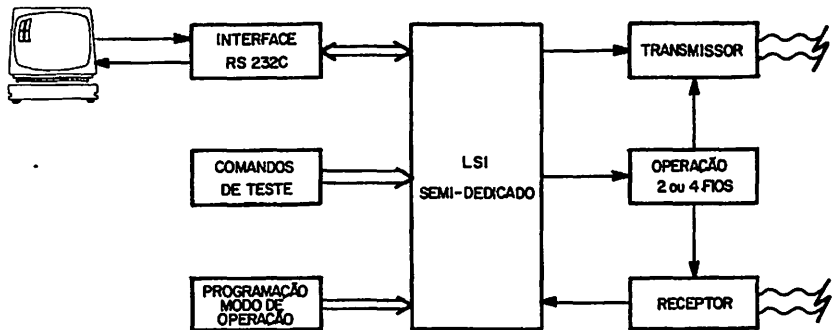 INTERFACE
RS 232C
TRANSMISSOR
COMANDOS
DE TESTE
LSI
SEMI-DEDICADO
OPERAÇÃO
2 ou 4 FIOS
PROGRAMAÇÃO
MODO DE
OPERAÇÃO
RECEPTOR